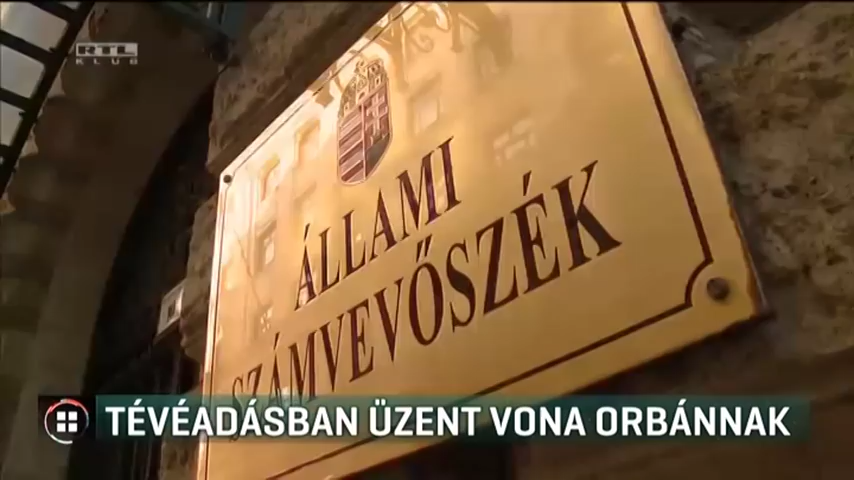 RTL
KLUB
ÁLLAMI
SZÁMVEVŐSZÉK
TÉVÉADÁSBAN ÜZENT VONA ORBÁNNAK